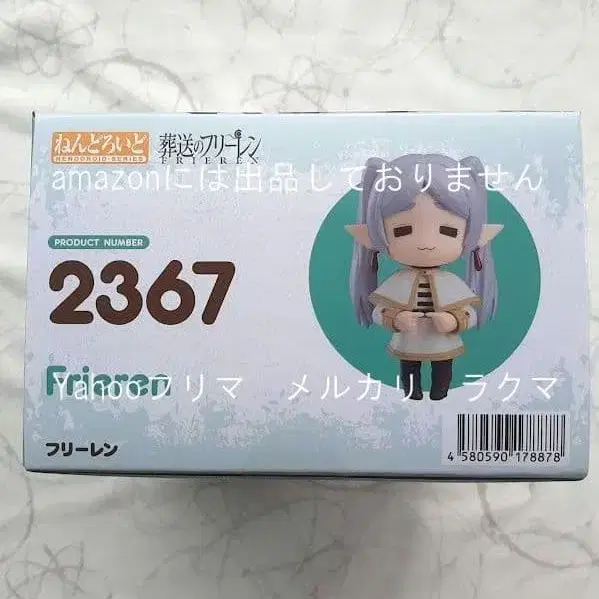 ねんどろいど
NENDOROID-SERIES
葬送のフリーレン
FRIEREN
amazonには出品しておりません
PRODUCT NUMBER
2367
Frieren
Yahooフリマ メルカリ ラクマ
フリーレン
4 580590 178878